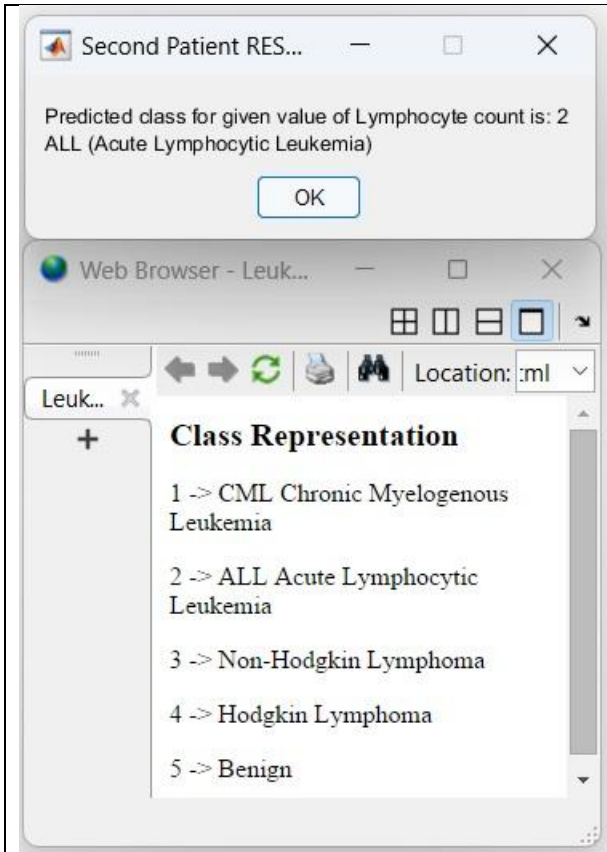 Second Patient RES...
Predicted class for given value of Lymphocyte count is: 2
ALL (Acute Lymphocytic Leukemia)
OK
Web Browser - Leuk...
Location: :ml
Leuk...
Class Representation
1 -> CML Chronic Myelogenous
Leukemia
2 -> ALL Acute Lymphocytic
Leukemia
3 -> Non-Hodgkin Lymphoma
4 -> Hodgkin Lymphoma
5 -> Benign